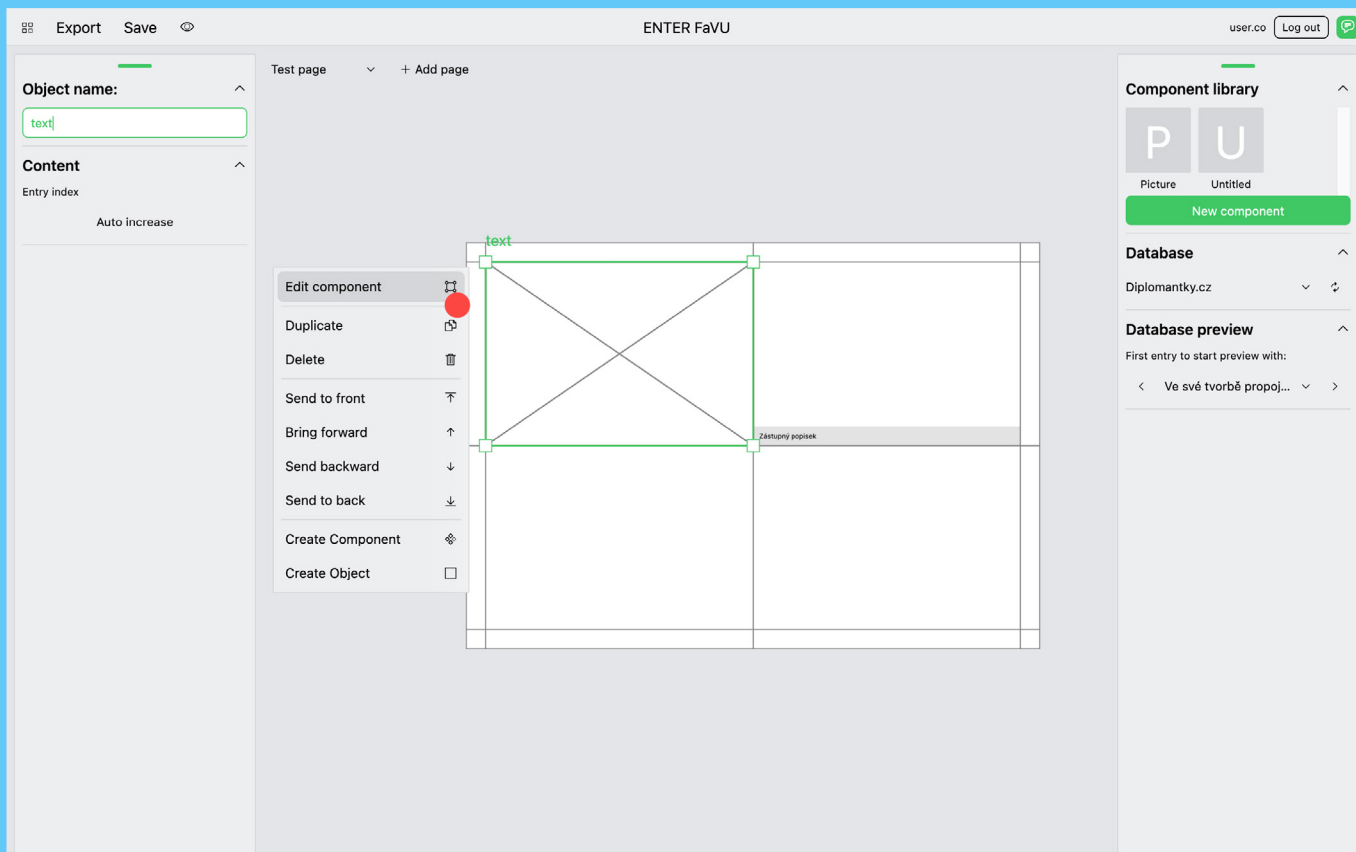 Export Save
ENTER FaVU
user.co Log out
Object name:
text
Content
Entry index
Auto increase
Test page
+ Add page
text
Edit component
Duplicate
Delete
Send to front
Bring forward
Send backward
Send to back
Create Component
Create Object
Zástupný popisek
Component library
P U
Picture Untitled
New component
Database
Diplomantky.cz
Database preview
First entry to start preview with:
Ve své tvorbě propoj...